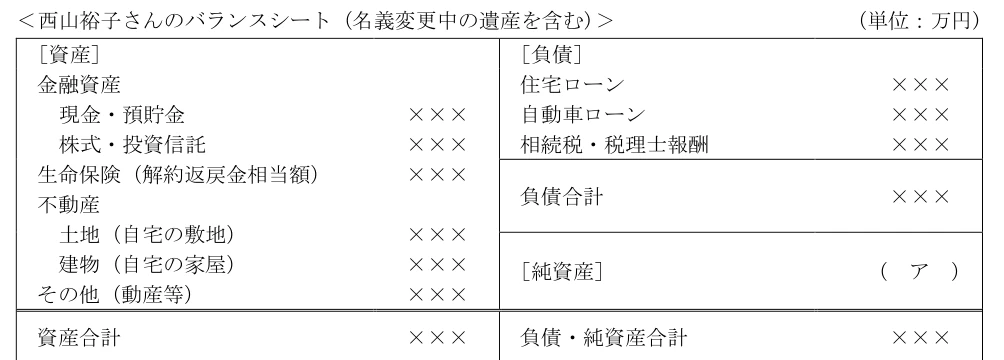 ＜西山裕子さんのバランスシート（名義変更中の遺産を含む）＞ （単位：万円）
［資産］
金融資産
現金・預貯金 ×××
株式・投資信託 ×××
生命保険（解約返戻金相当額） ×××
不動産
土地（自宅の敷地） ×××
建物（自宅の家屋） ×××
その他（動産等） ×××
資産合計 ×××
［負債］
住宅ローン ×××
自動車ローン ×××
相続税・税理士報酬 ×××
負債合計 ×××
［純資産］ （ ア ）
負債・純資産合計 ×××